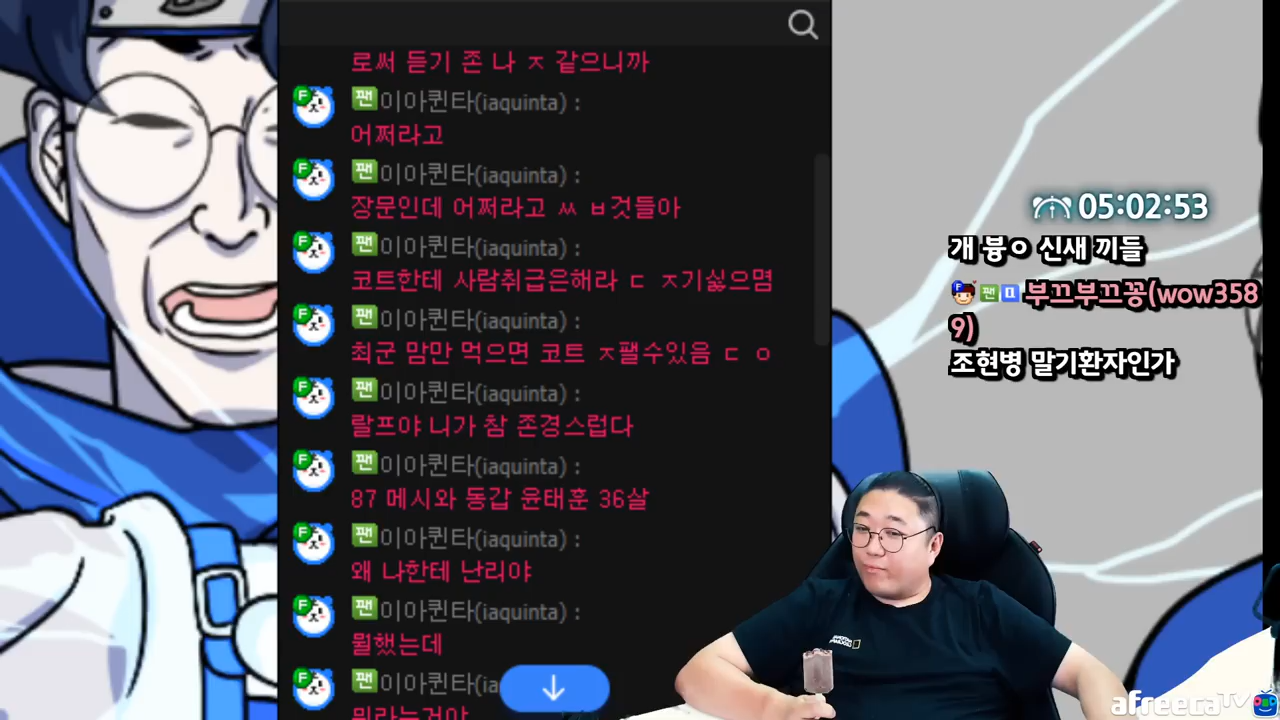 로써 듣기 존 나 ㅈ 같으니까
F 팬이아퀸타(iaquinta) :
어쩌라고
F 팬이아퀸타(iaquinta) :
장문인데 어쩌라고 ㅆ ㅂ것들아
F 팬이아퀸타(iaquinta) :
코트한테 사람취급은해라 ㄷ ㅈ기싫으몀
F 팬이아퀸타(iaquinta) :
최군 맘만 먹으면 코트 ㅈ팰수있음 ㄷ ㅇ
F 팬이아퀸타(iaquinta) :
랄프야 니가 참 존경스럽다
F 팬이아퀸타(iaquinta) :
87 메시와 동갑 윤태훈 36살
F 팬이아퀸타(iaquinta) :
왜 나한테 난리야
F 팬이아퀸타(iaquinta) :
뭘했는데
F 팬이아퀸타(ia
뭐라는거야
05:02:53
개 븅ㅇ 신새 끼들
F 팬 부끄부끄꽁(wow358
9)
조현병 말기환자인가
afreecaTV